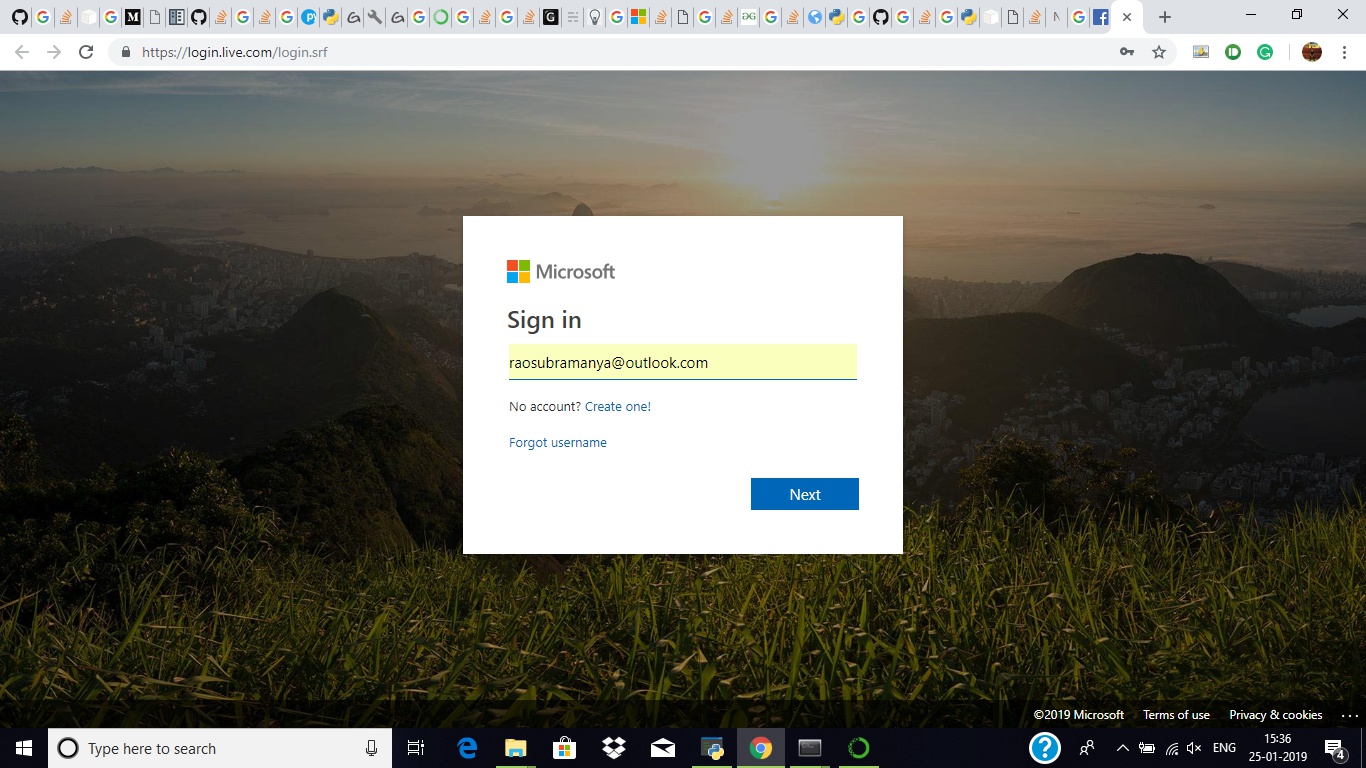 https://login.live.com/login.srf
Microsoft
Sign in
raosubramanya@outlook.com
No account? Create one!
Forgot username
Next
©2019 Microsoft Terms of use Privacy & cookies ...
Type here to search
ENG
15:36
25-01-2019
4